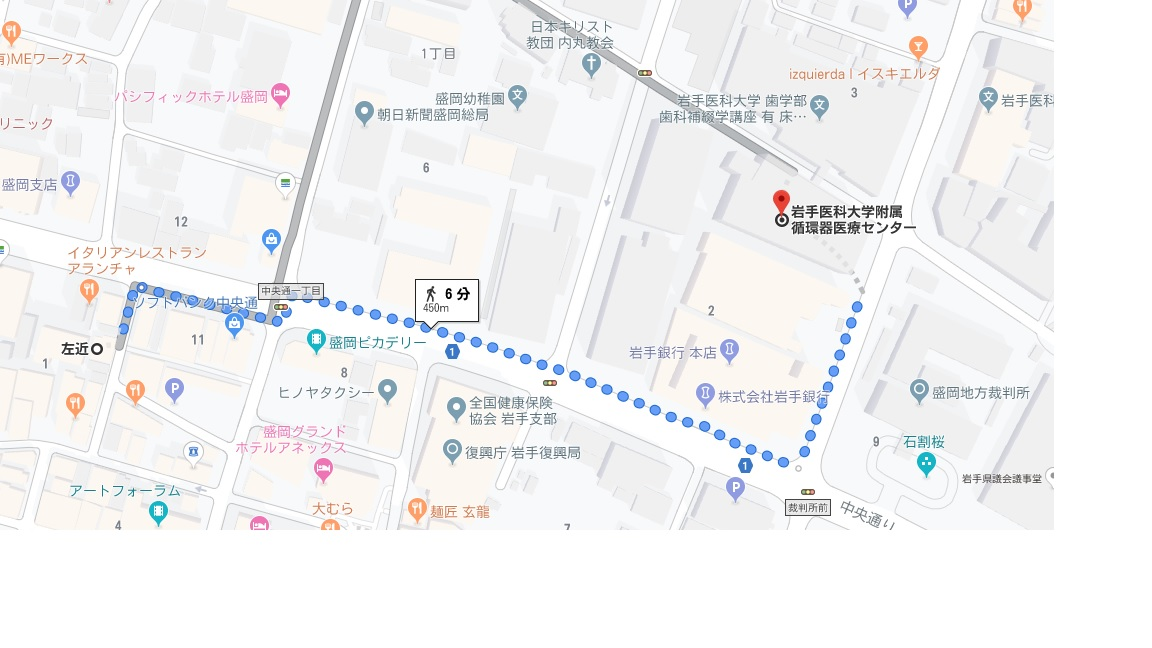 日本キリスト
教団 内丸教会
1丁目
有)MEワークス
izquierda | イスキエルダ
3
パシフィックホテル盛岡
盛岡幼稚園
朝日新聞盛岡総局
岩手医科大学 歯学部
歯科補綴学講座 有 床…
岩手医科
リニック
6
盛岡支店
12
岩手医科大学附属
循環器医療センター
イタリアンレストラン
アランチャ
中央通一丁目
6 分
450m
ソフトバンク中央通
2
11
盛岡ピカデリー
左近
1
1
岩手銀行 本店
8
ヒノヤタクシー
株式会社岩手銀行
盛岡地方裁判所
全国健康保険
協会 岩手支部
盛岡グランド
ホテルアネックス
復興庁 岩手復興局
9
石割桜
1
岩手県議会議事堂
アートフォーラム
大むら
麺匠 玄龍
裁判所前
中央通り
4
7